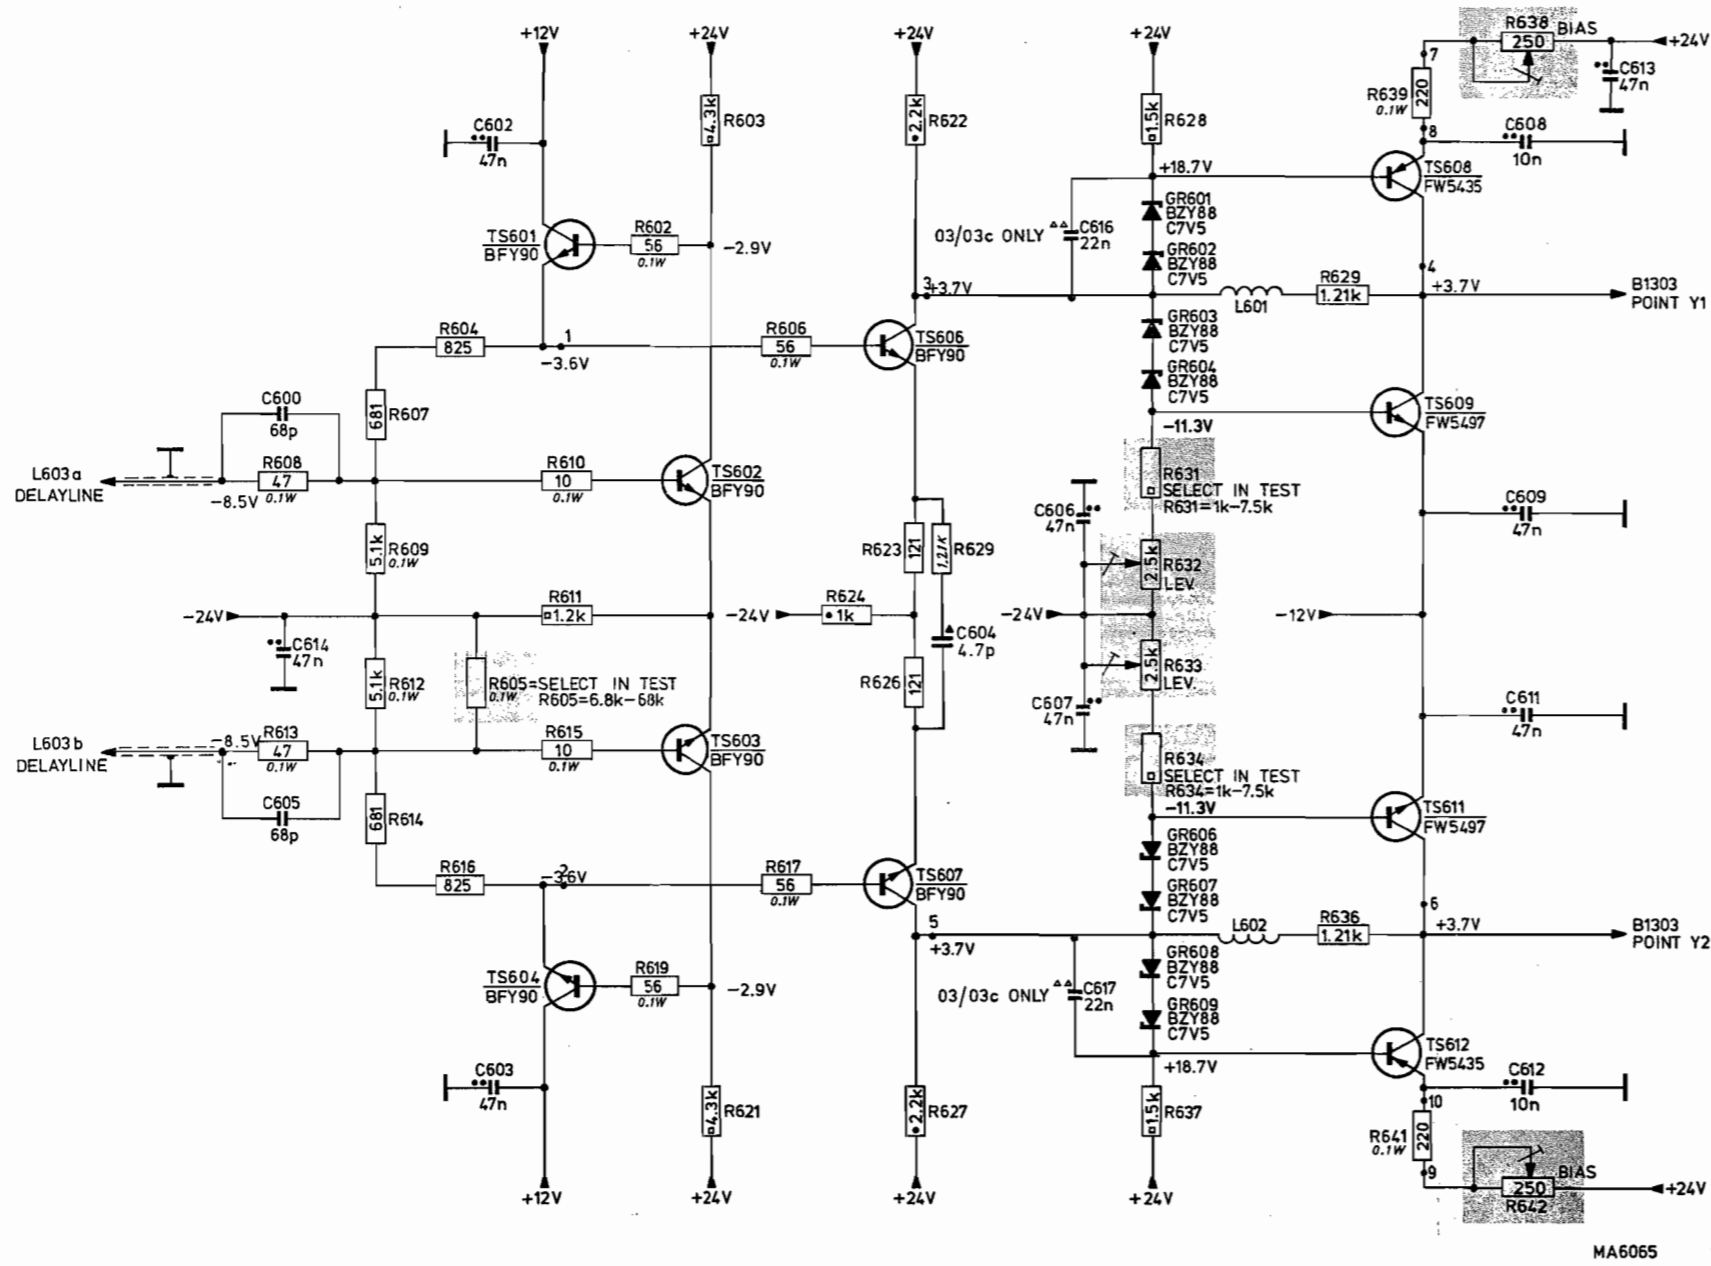 +12V
+24V
+24V
+24V
R638
250
BIAS
+24V
7
C613
47n
R639
0.1W
220
8
C602
47n
4.3k
R603
2.2k
R622
1.5k
R628
C608
10n
+18.7V
TS608
FW5435
TS601
BFY90
R602
56
0.1W
-2.9V
03/03c ONLY
C616
22n
GR601
BZY88
C7V5
GR602
BZY88
C7V5
4
R604
825
1
-3.6V
R606
56
0.1W
3
+3.7V
TS606
BFY90
L601
R629
1.21k
+3.7V
B1303
POINT Y1
GR603
BZY88
C7V5
GR604
BZY88
C7V5
C600
68p
681
R607
TS609
FW5497
-11.3V
L603a
DELAYLINE
-8.5V
R608
47
0.1W
R610
10
0.1W
TS602
BFY90
R631
SELECT IN TEST
R631=1k-7.5k
C606
47n
C609
47n
5.1k
R609
0.1W
R623
121
1.21k
R629
2.5k
R632
LEV.
-24V
R611
1.2k
-24V
R624
1k
-24V
-12V
C614
47n
C604
4.7p
5.1k
R612
0.1W
R605=SELECT IN TEST
0.1W
R605=6.8k-68k
R626
121
2.5k
R633
LEV.
C607
47n
C611
47n
L603b
DELAYLINE
-8.5V
R613
47
0.1W
R615
10
0.1W
TS603
BFY90
R634
SELECT IN TEST
R634=1k-7.5k
C605
68p
681
R614
-11.3V
TS611
FW5497
R616
825
2
-3.6V
R617
56
0.1W
TS607
BFY90
GR606
BZY88
C7V5
GR607
BZY88
C7V5
6
5
+3.7V
L602
R636
1.21k
+3.7V
B1303
POINT Y2
TS604
BFY90
R619
56
0.1W
-2.9V
03/03c ONLY
C617
22n
GR608
BZY88
C7V5
GR609
BZY88
C7V5
+18.7V
TS612
FW5435
C603
47n
4.3k
R621
2.2k
R627
1.5k
R637
C612
10n
10
R641
0.1W
220
9
BIAS
250
R642
+24V
+12V
+24V
+24V
+24V
MA6065